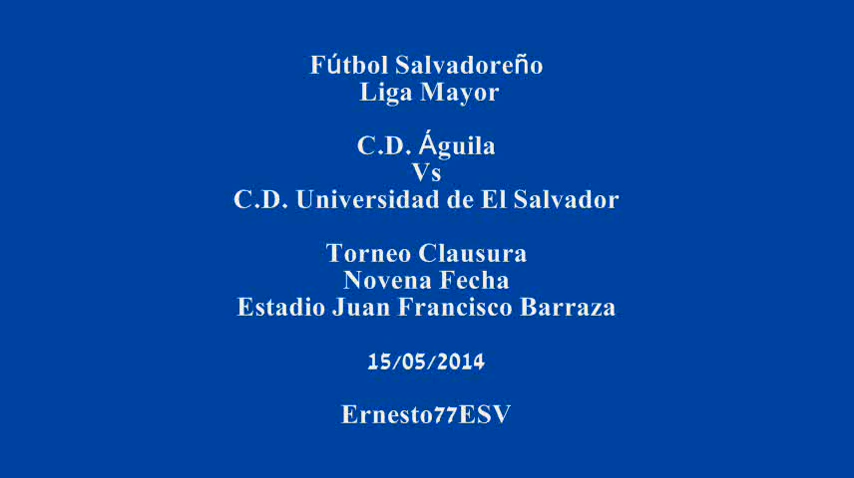 Fútbol Salvadoreño
Liga Mayor
C.D. Águila
Vs
C.D. Universidad de El Salvador
Torneo Clausura
Novena Fecha
Estadio Juan Francisco Barraza
15/05/2014
Ernesto77ESV